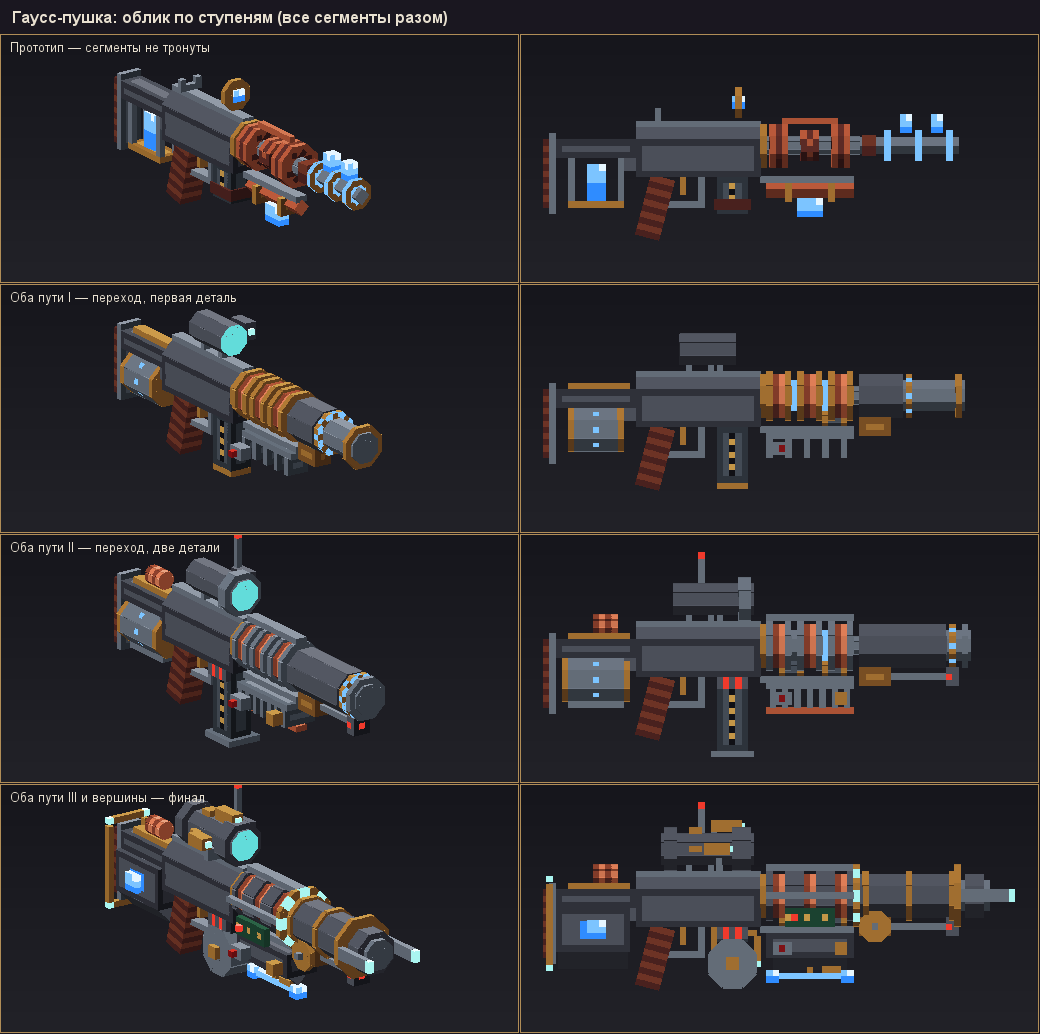 Гаусс-пушка: облик по ступеням (все сегменты разом)
Прототип — сегменты не тронуты
Оба пути I — переход, первая деталь
Оба пути II — переход, две детали
Оба пути III и вершины — финал